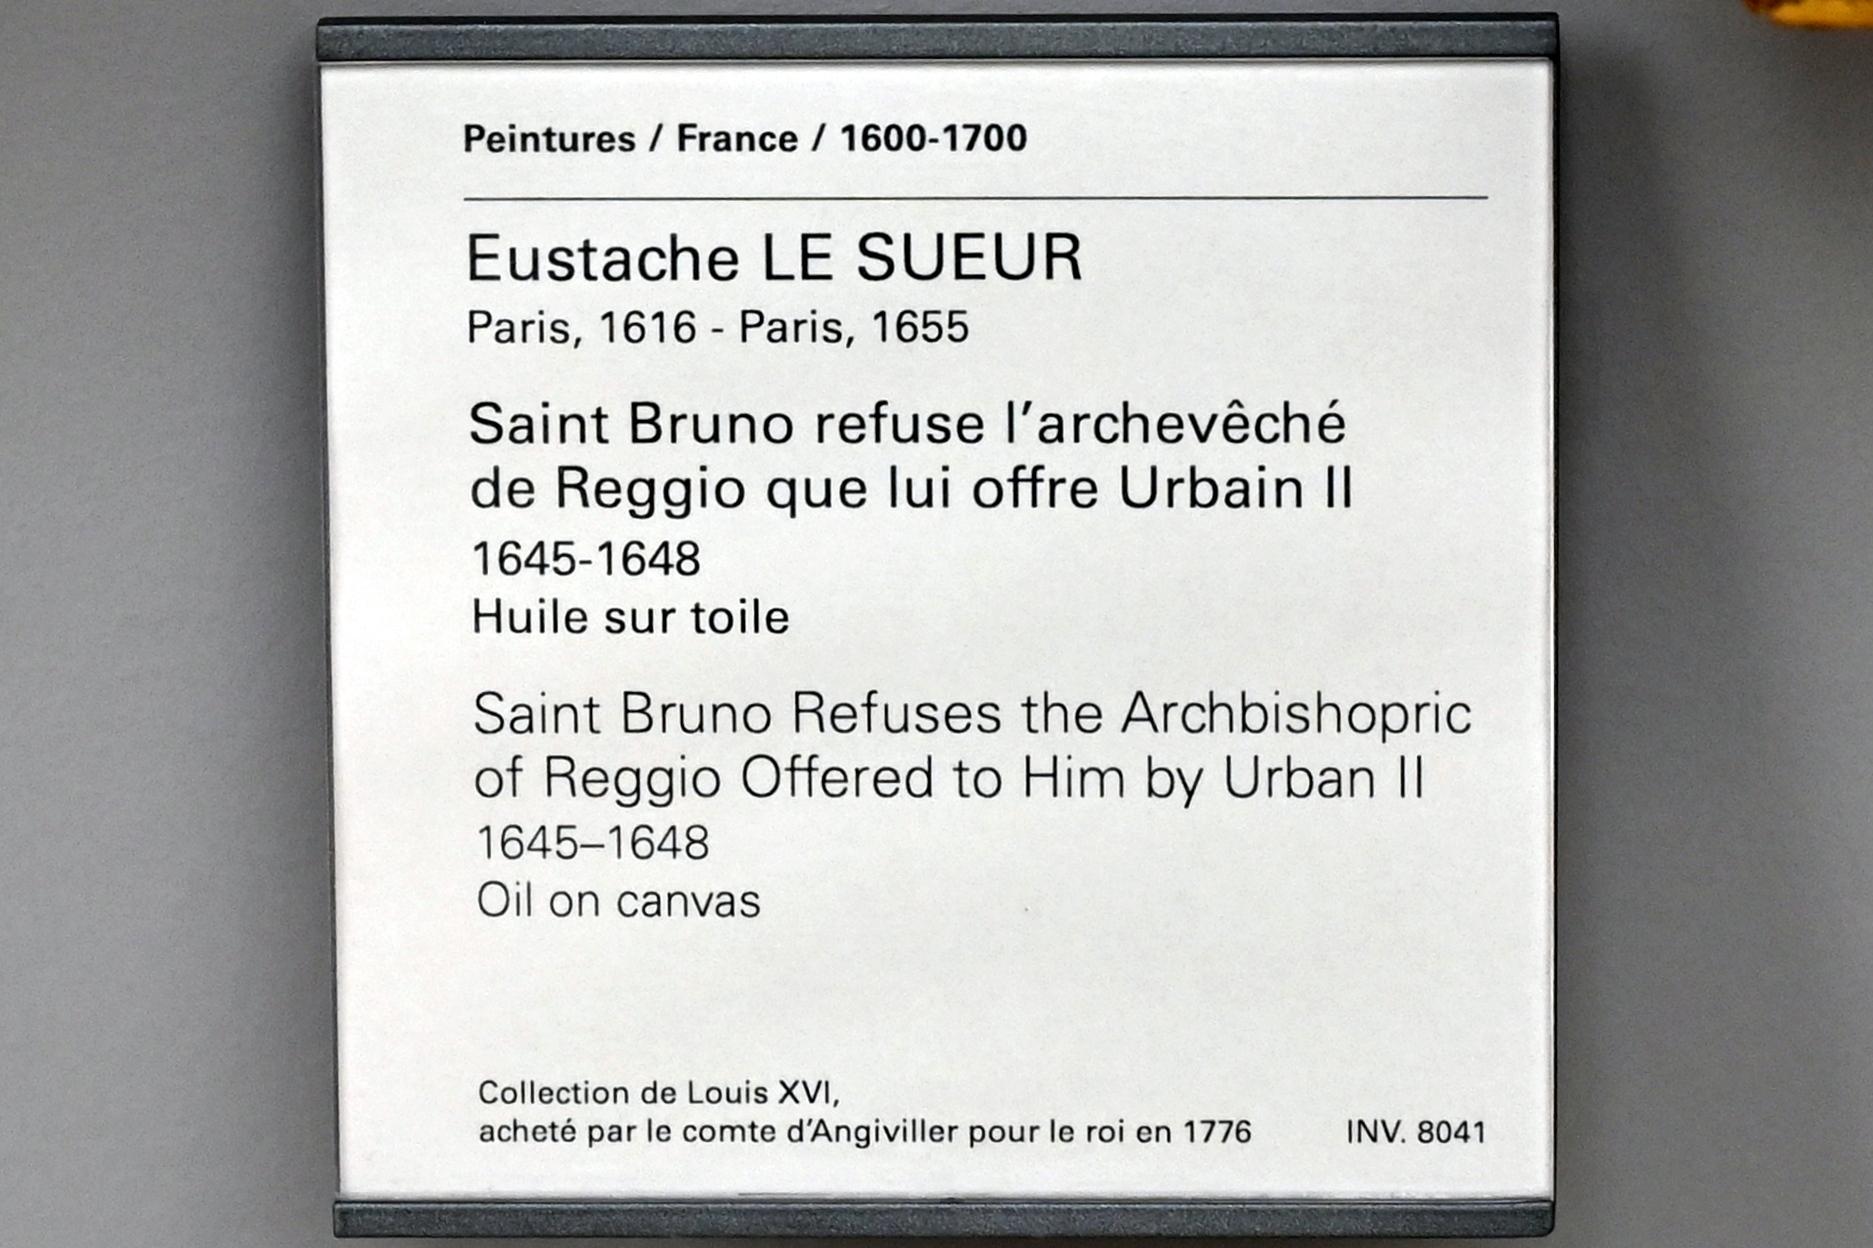 Peintures / France / 1600-1700
Eustache LE SUEUR
Paris, 1616 - Paris, 1655
Saint Bruno refuse l’archevêché
de Reggio que lui offre Urbain II
1645-1648
Huile sur toile
Saint Bruno Refuses the Archbishopric
of Reggio Offered to Him by Urban II
1645–1648
Oil on canvas
Collection de Louis XVI,
acheté par le comte d’Angiviller pour le roi en 1776 INV. 8041